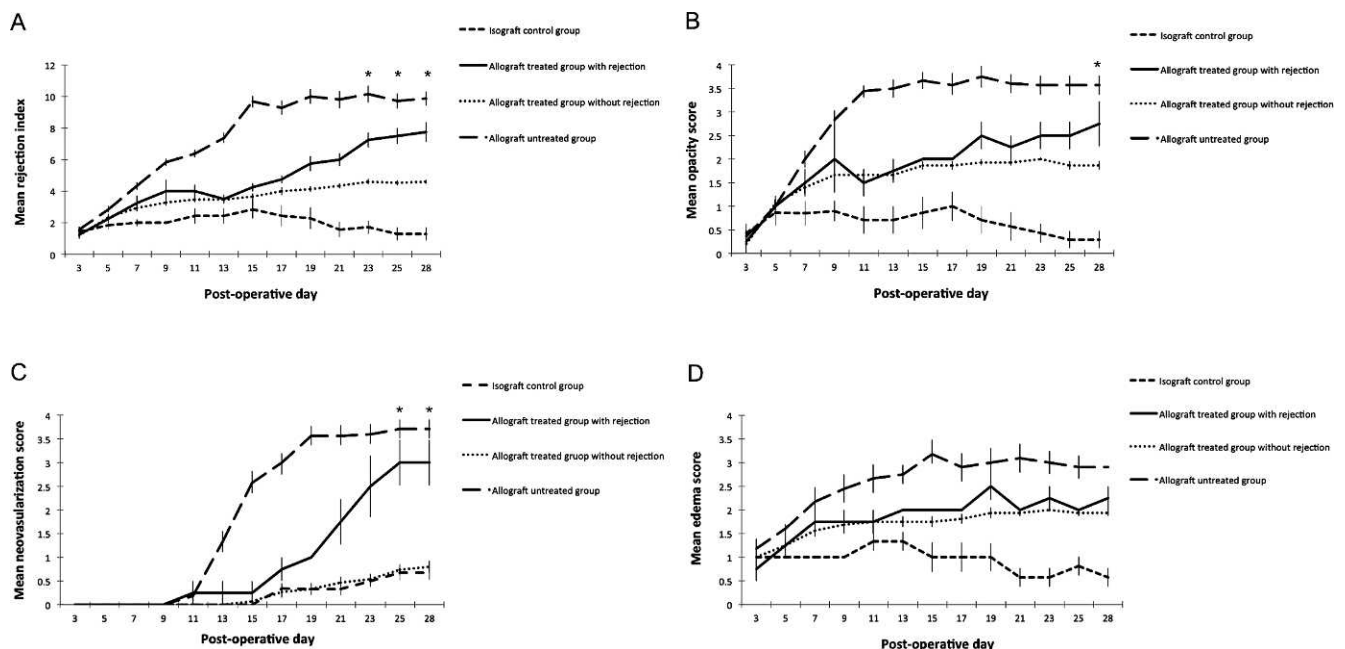 A
Isograft control group
Allograft treated group with rejection
Allograft treated group without rejection
Allograft untreated group
* * *
12
10
8
6
4
2
0
Mean rejection index
3 5 7 9 11 13 15 17 19 21 23 25 28
Post-operative day
B
Isograft control group
Allograft treated group with rejection
Allograft treated group without rejection
Allograft untreated group
*
4
3.5
3
2.5
2
1.5
1
0.5
0
Mean opacity score
3 5 7 9 11 13 15 17 19 21 23 25 28
Post-operative day
C
Isograft control group
Allograft treated group with rejection
Allograft treated gruop without rejection
Allograft untreated group
* *
4
3.5
3
2.5
2
1.5
1
0.5
0
Mean neovasularization score
3 5 7 9 11 13 15 17 19 21 23 25 28
Post-operative day
D
Isograft control group
Allograft treated group with rejection
Allograft treated group without rejection
Allograft untreated group
4
3.5
3
2.5
2
1.5
1
0.5
0
Mean edema score
3 5 7 9 11 13 15 17 19 21 23 25 28
Post-operative day